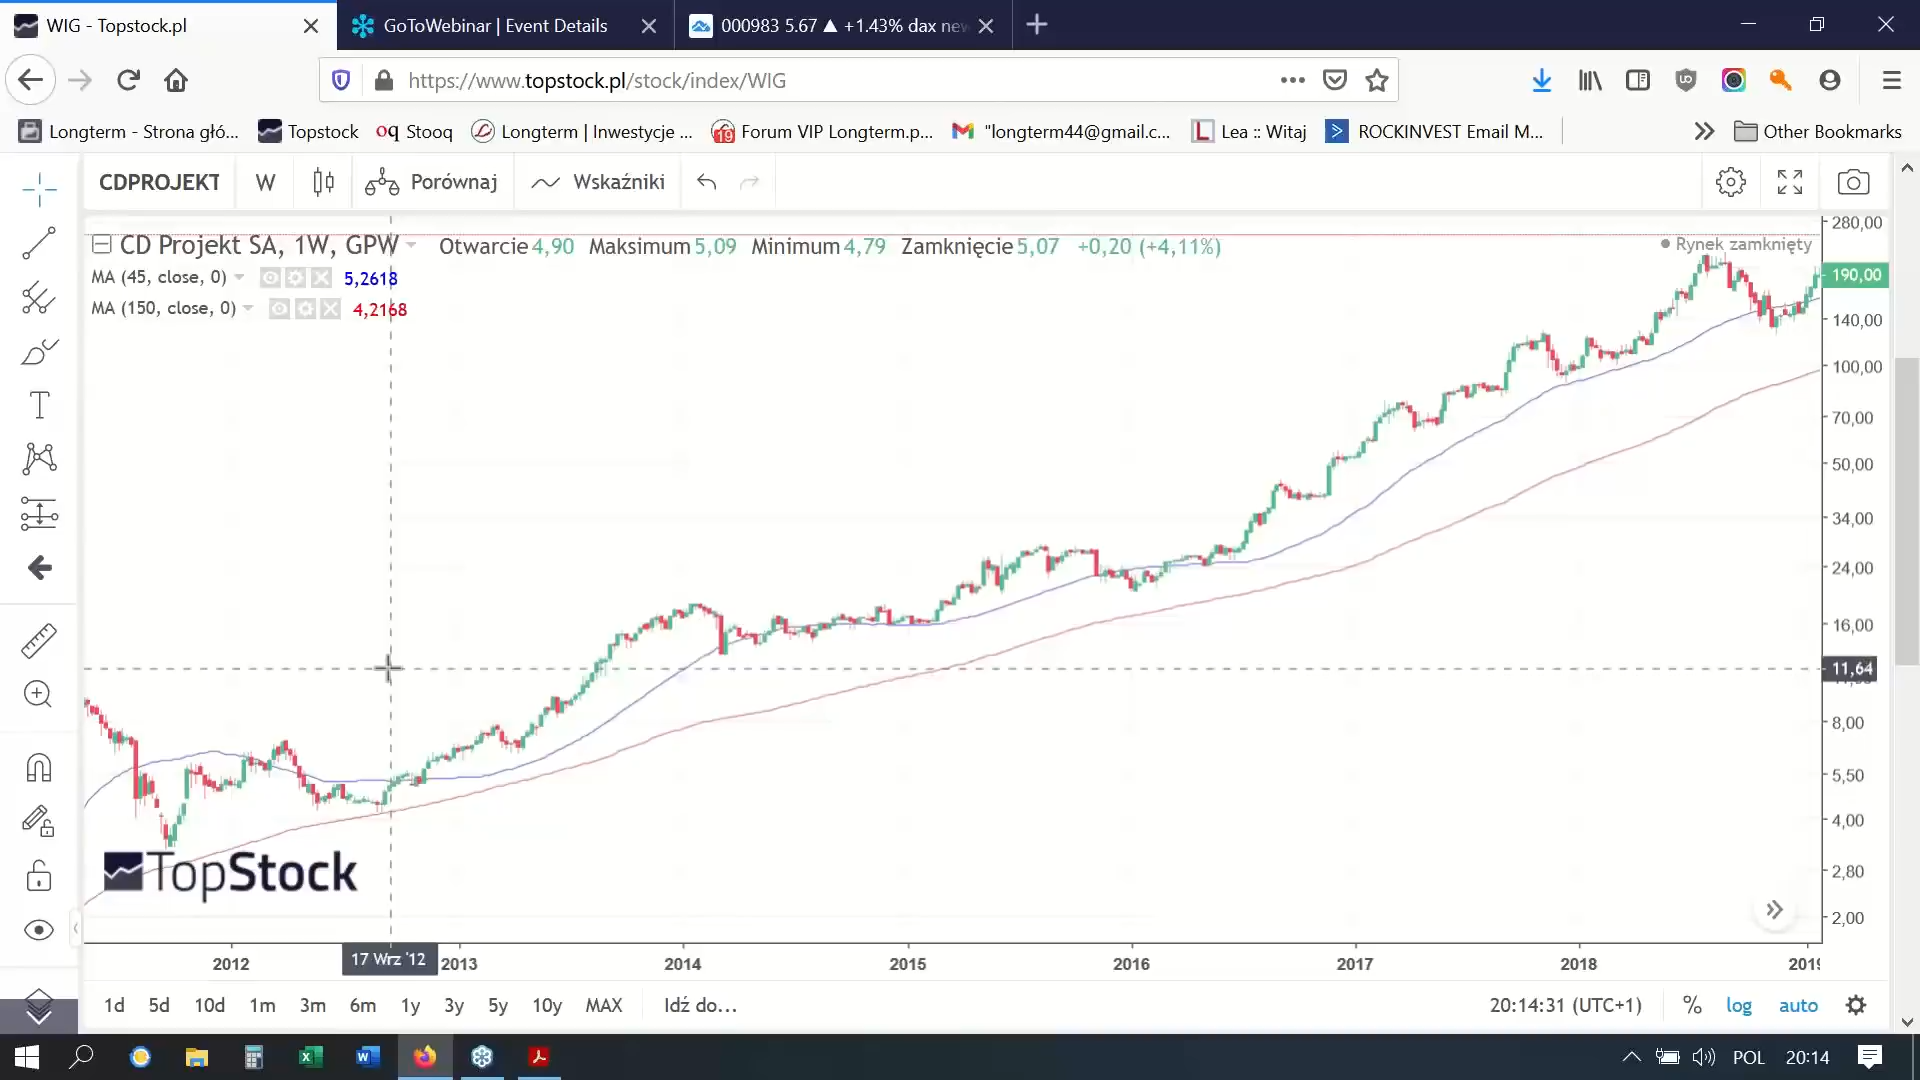 WIG - Topstock.pl
GoToWebinar | Event Details
000983 5.67 ▲ +1.43% dax new
https://www.topstock.pl/stock/index/WIG
Longterm - Strona głó...
Topstock
oq Stooq
Longterm | Inwestycje ...
19 Forum VIP Longterm.p...
"longterm44@gmail.c...
L Lea :: Witaj
ROCKINVEST Email M...
Other Bookmarks
CDPROJEKT
W
Porównaj
Wskaźniki
CD Projekt SA, 1W, GPW
Otwarcie 4,90 Maksimum 5,09 Minimum 4,79 Zamknięcie 5,07 +0,20 (+4,11%)
Rynek zamknięty
MA (45, close, 0) 5,2618
MA (150, close, 0) 4,2168
280,00
190,00
140,00
100,00
70,00
50,00
34,00
24,00
16,00
11,64
8,00
5,50
4,00
2,80
2,00
TopStock
2012
17 Wrz '12
2013
2014
2015
2016
2017
2018
2019
1d 5d 10d 1m 3m 6m 1y 3y 5y 10y MAX Idź do...
20:14:31 (UTC+1) % log auto
POL 20:14